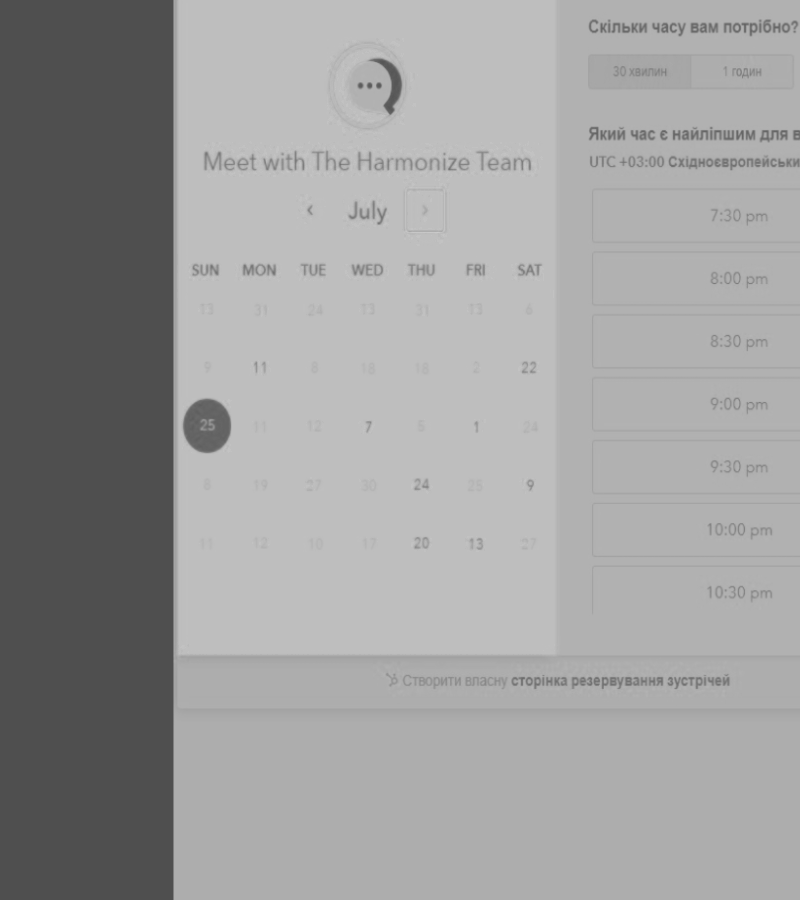 Meet with The Harmonize Team
‹ July ›
SUN MON TUE WED THU FRI SAT
13 31 24 13 31 13 6
9 11 8 18 18 2 22
25 11 12 7 5 1 24
8 19 27 30 24 25 9
11 12 10 17 20 13 27
Скільки часу вам потрібно?
30 хвилин 1 годин
Який час є найліпшим для в
UTC +03:00 Східноєвропейськи
7:30 pm
8:00 pm
8:30 pm
9:00 pm
9:30 pm
10:00 pm
10:30 pm
Створити власну сторінка резервування зустрічей